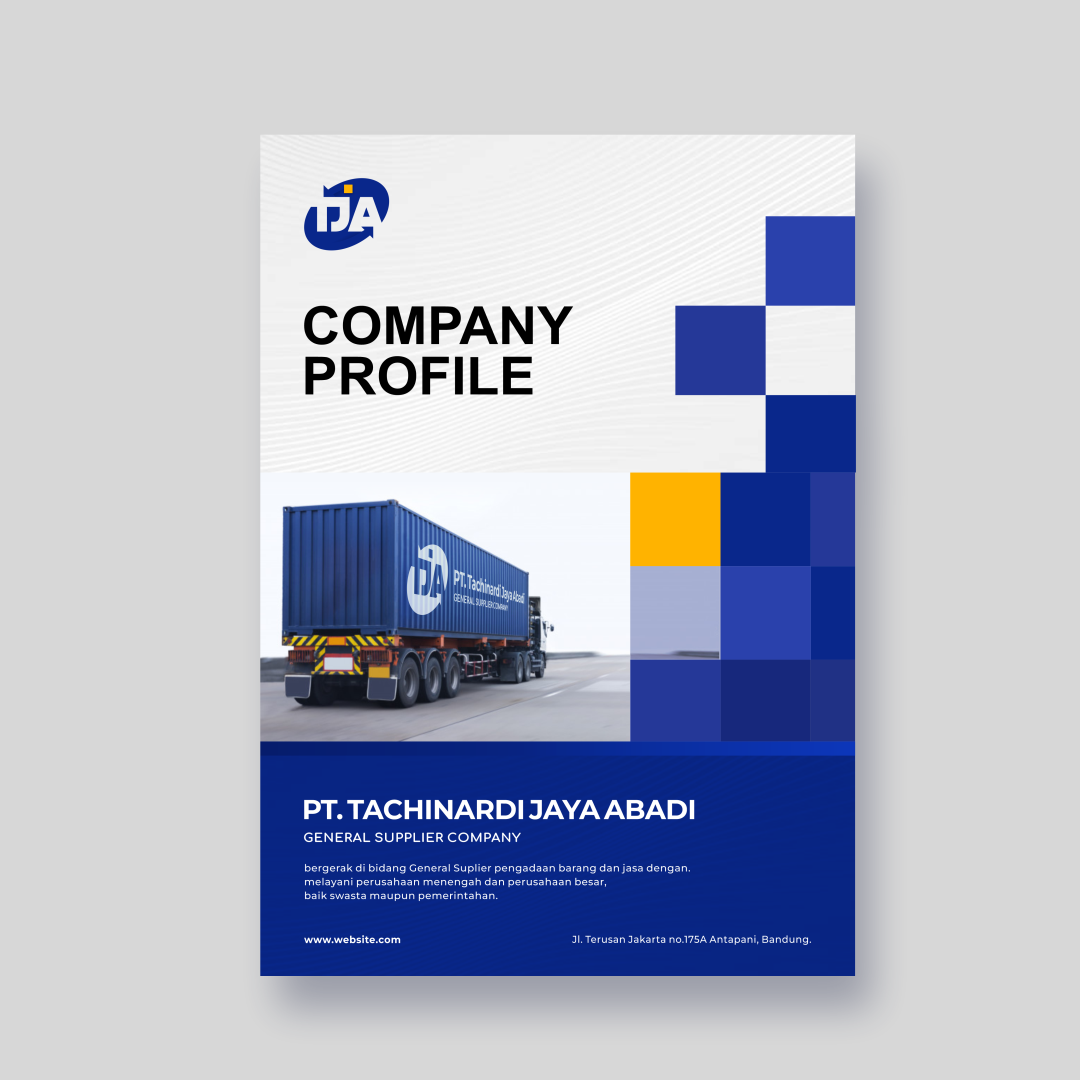 TJA
COMPANY
PROFILE
TJA
PT. Tachinardi Jaya Abadi
GENERAL SUPPLIER COMPANY
PT. TACHINARDI JAYA ABADI
GENERAL SUPPLIER COMPANY
bergerak di bidang General Suplier pengadaan barang dan jasa dengan.
melayani perusahaan menengah dan perusahaan besar,
baik swasta maupun pemerintahan.
www.website.com
Jl. Terusan Jakarta no.175A Antapani, Bandung.